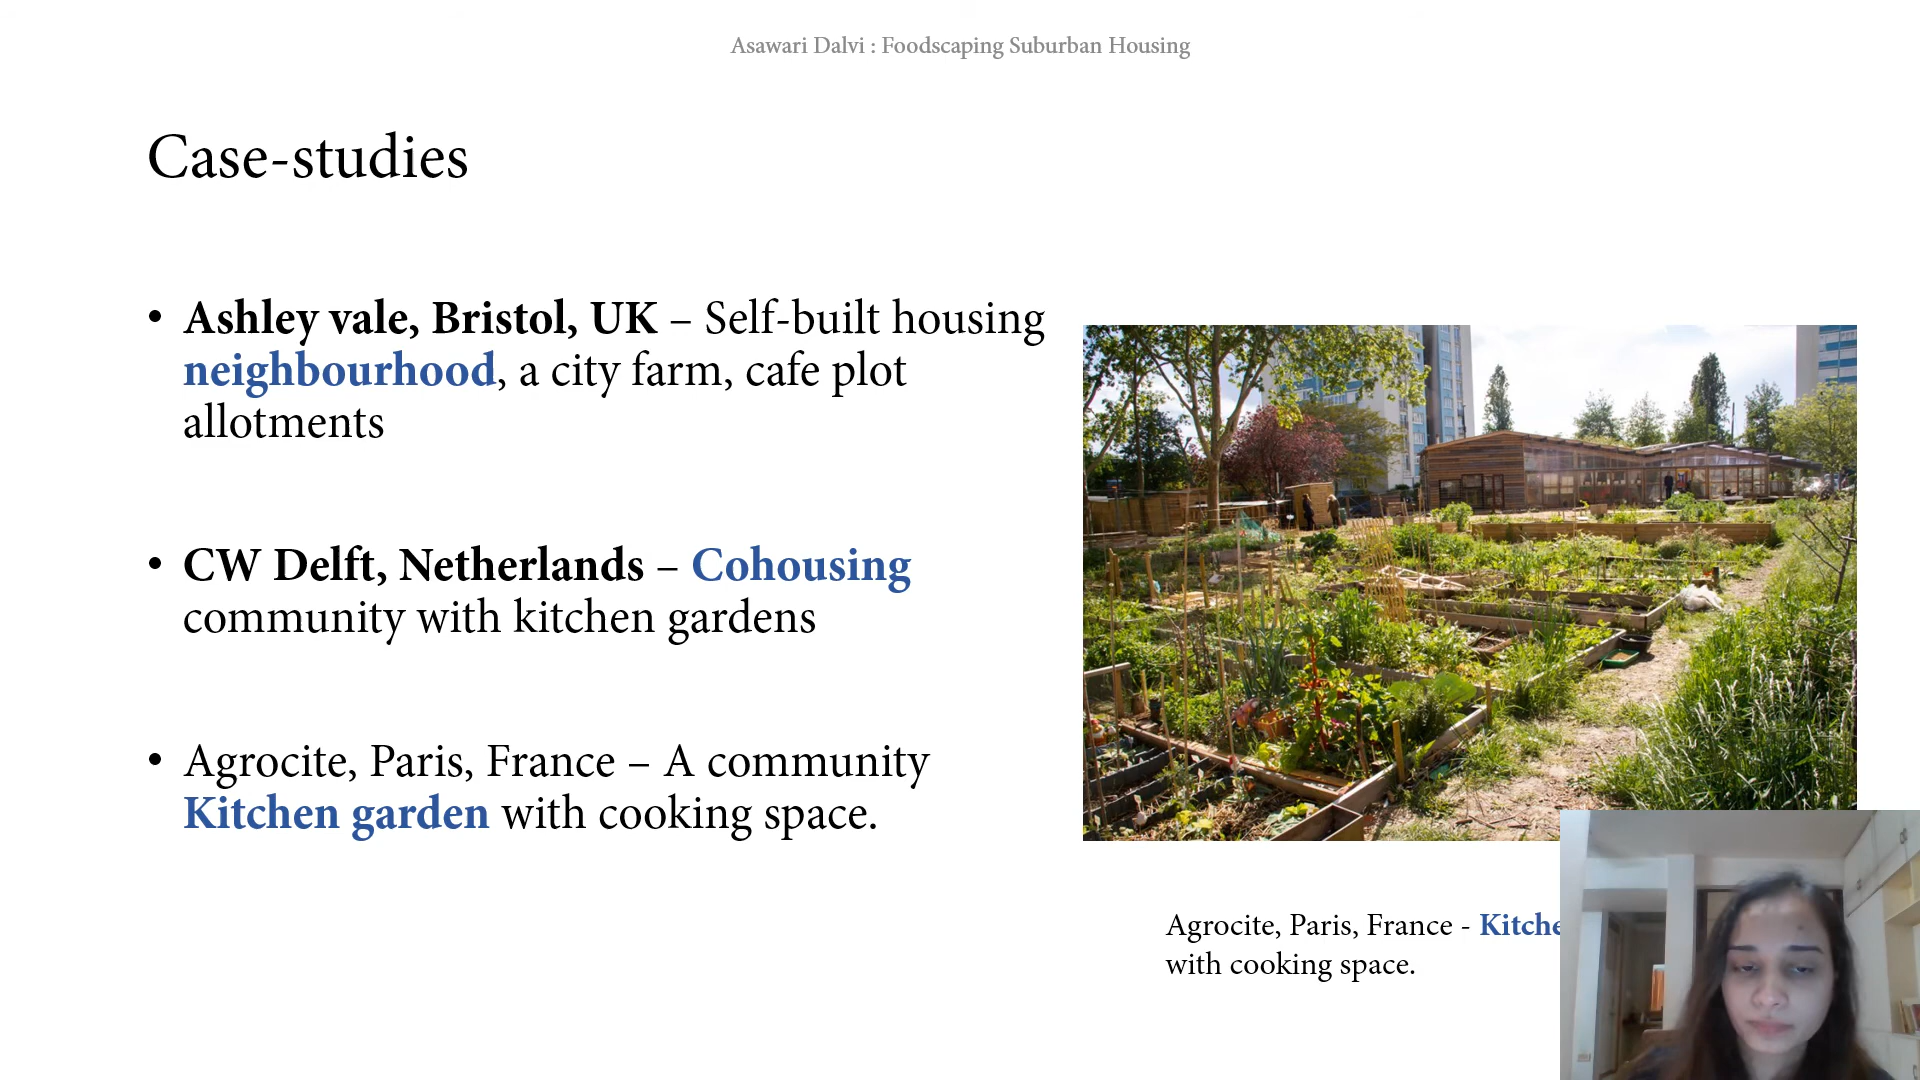 Asawari Dalvi : Foodscaping Suburban Housing
Case-studies
• Ashley vale, Bristol, UK – Self-built housing
neighbourhood, a city farm, cafe plot
allotments
• CW Delft, Netherlands – Cohousing
community with kitchen gardens
• Agrocite, Paris, France – A community
Kitchen garden with cooking space.
Agrocite, Paris, France -
with cooking space.